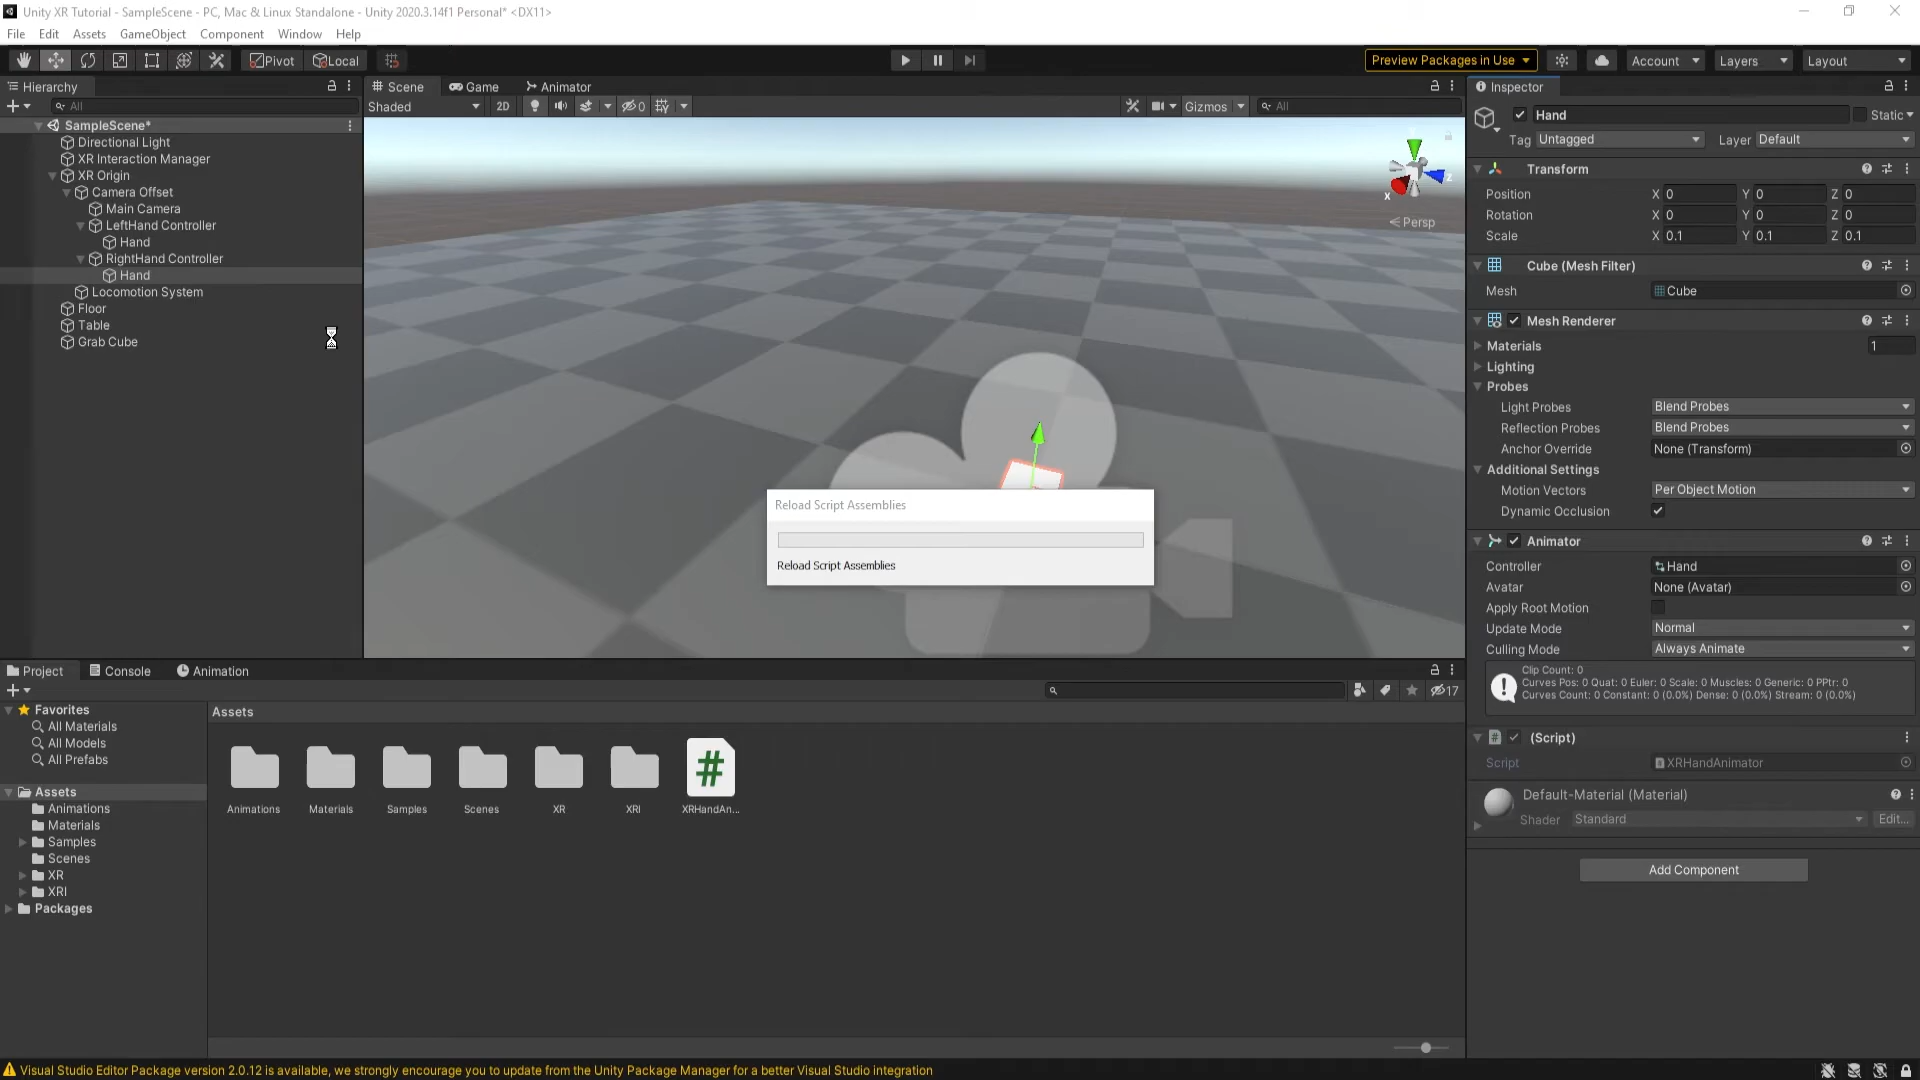 Unity XR Tutorial - SampleScene - PC, Mac & Linux Standalone - Unity 2020.3.14f1 Personal* <DX11>
File Edit Assets GameObject Component Window Help
Pivot Local Preview Packages in Use Account Layers Layout
Hierarchy
All
SampleScene*
Directional Light
XR Interaction Manager
XR Origin
Camera Offset
Main Camera
LeftHand Controller
Hand
RightHand Controller
Hand
Locomotion System
Floor
Table
Grab Cube
Scene Game Animator
Shaded 2D 0 Gizmos All
x z
Persp
Reload Script Assemblies
Reload Script Assemblies
Inspector
Hand Static
Tag Untagged Layer Default
Transform
Position X 0 Y 0 Z 0
Rotation X 0 Y 0 Z 0
Scale X 0.1 Y 0.1 Z 0.1
Cube (Mesh Filter)
Mesh Cube
Mesh Renderer
Materials 1
Lighting
Probes
Light Probes Blend Probes
Reflection Probes Blend Probes
Anchor Override None (Transform)
Additional Settings
Motion Vectors Per Object Motion
Dynamic Occlusion
Animator
Controller Hand
Avatar None (Avatar)
Apply Root Motion
Update Mode Normal
Culling Mode Always Animate
Clip Count: 0
Curves Pos: 0 Quat: 0 Euler: 0 Scale: 0 Muscles: 0 Generic: 0 PPtr: 0
Curves Count: 0 Constant: 0 (0.0%) Dense: 0 (0.0%) Stream: 0 (0.0%)
(Script)
Script XRHandAnimator
Default-Material (Material)
Shader Standard Edit...
Add Component
Project Console Animation
17
Favorites
All Materials
All Models
All Prefabs
Assets
Animations
Materials
Samples
Scenes
XR
XRI
Packages
Assets
Animations Materials Samples Scenes XR XRI XRHandAn...
Visual Studio Editor Package version 2.0.12 is available, we strongly encourage you to update from the Unity Package Manager for a better Visual Studio integration